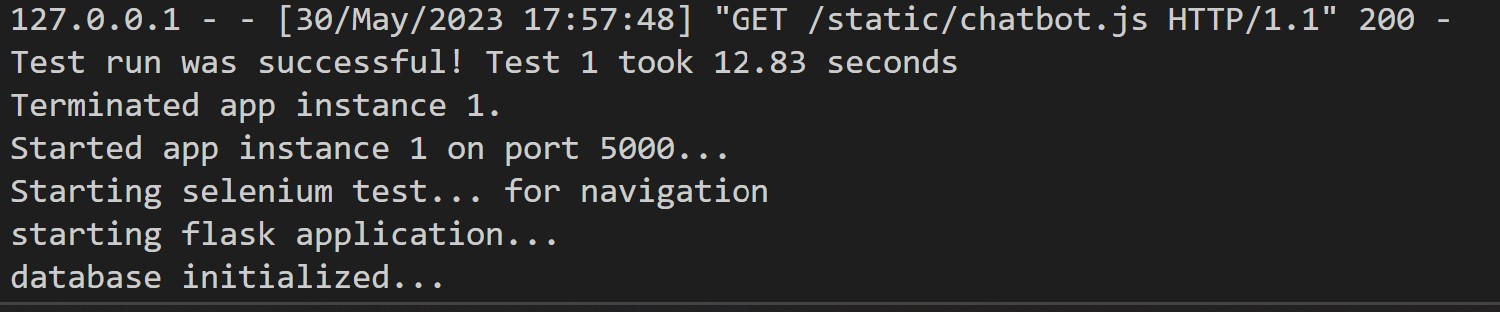 127.0.0.1 - - [30/May/2023 17:57:48] "GET /static/chatbot.js HTTP/1.1" 200 -
Test run was successful! Test 1 took 12.83 seconds
Terminated app instance 1.
Started app instance 1 on port 5000...
Starting selenium test... for navigation
starting flask application...
database initialized...